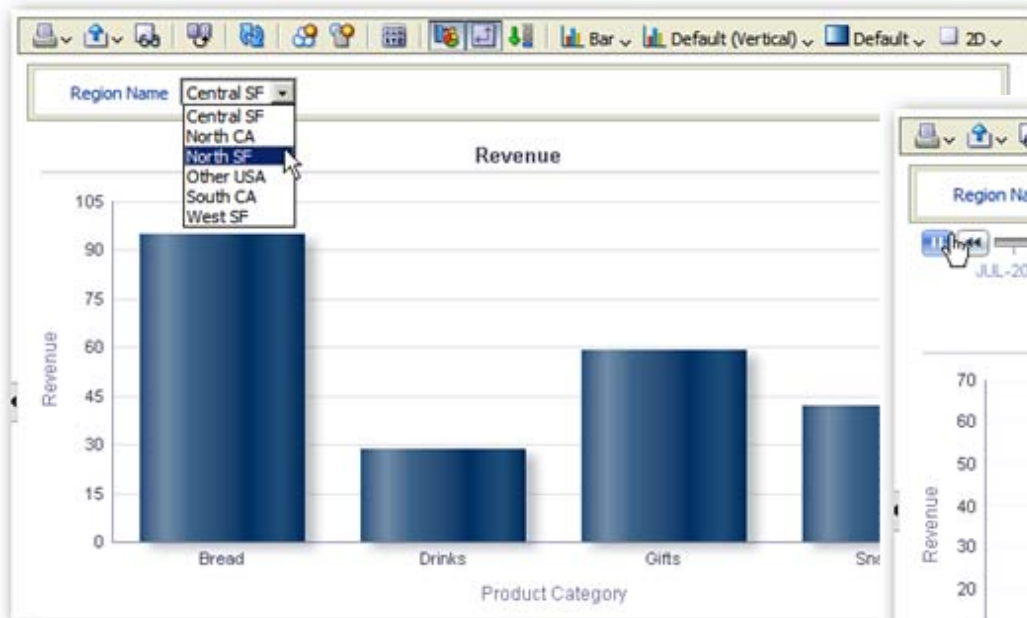 Bar Default (Vertical) Default 2D
Region Name Central SF
Central SF
North CA
North SF
Other USA
South CA
West SF
Revenue
105
90
75
60
45
30
15
0
Revenue
Bread Drinks Gifts Sn
Product Category
Region Na
JUL-20
70
60
50
40
30
20
Revenue